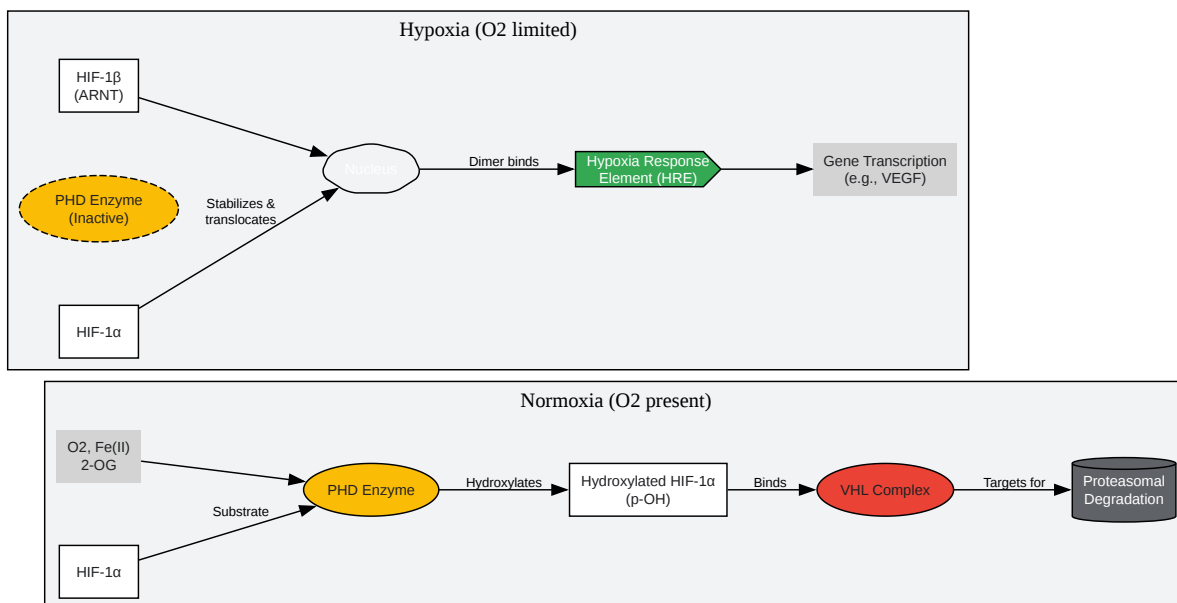 Hypoxia (O2 limited)
HIF-1β
(ARNT)
Nucleus
Dimer binds
Hypoxia Response
Element (HRE)
Gene Transcription
(e.g., VEGF)
PHD Enzyme
(Inactive)
Stabilizes &
translocates
HIF-1α
Normoxia (O2 present)
O2, Fe(II)
2-OG
PHD Enzyme
Hydroxylates
Hydroxylated HIF-1α
(p-OH)
Binds
VHL Complex
Targets for
Proteasomal
Degradation
Substrate
HIF-1α